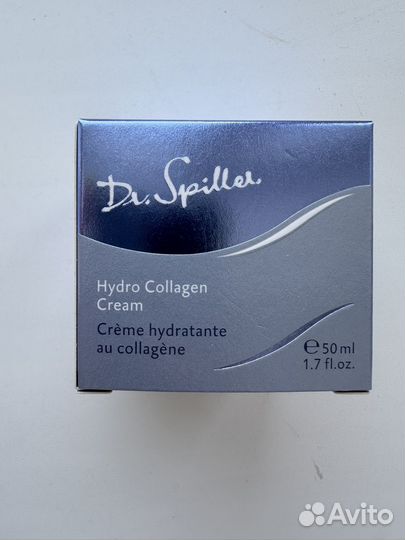 Dr. Spiller
Hydro Collagen
Cream
Crème hydratante
au collagène
℮ 50 ml
1.7 fl.oz.
Avito